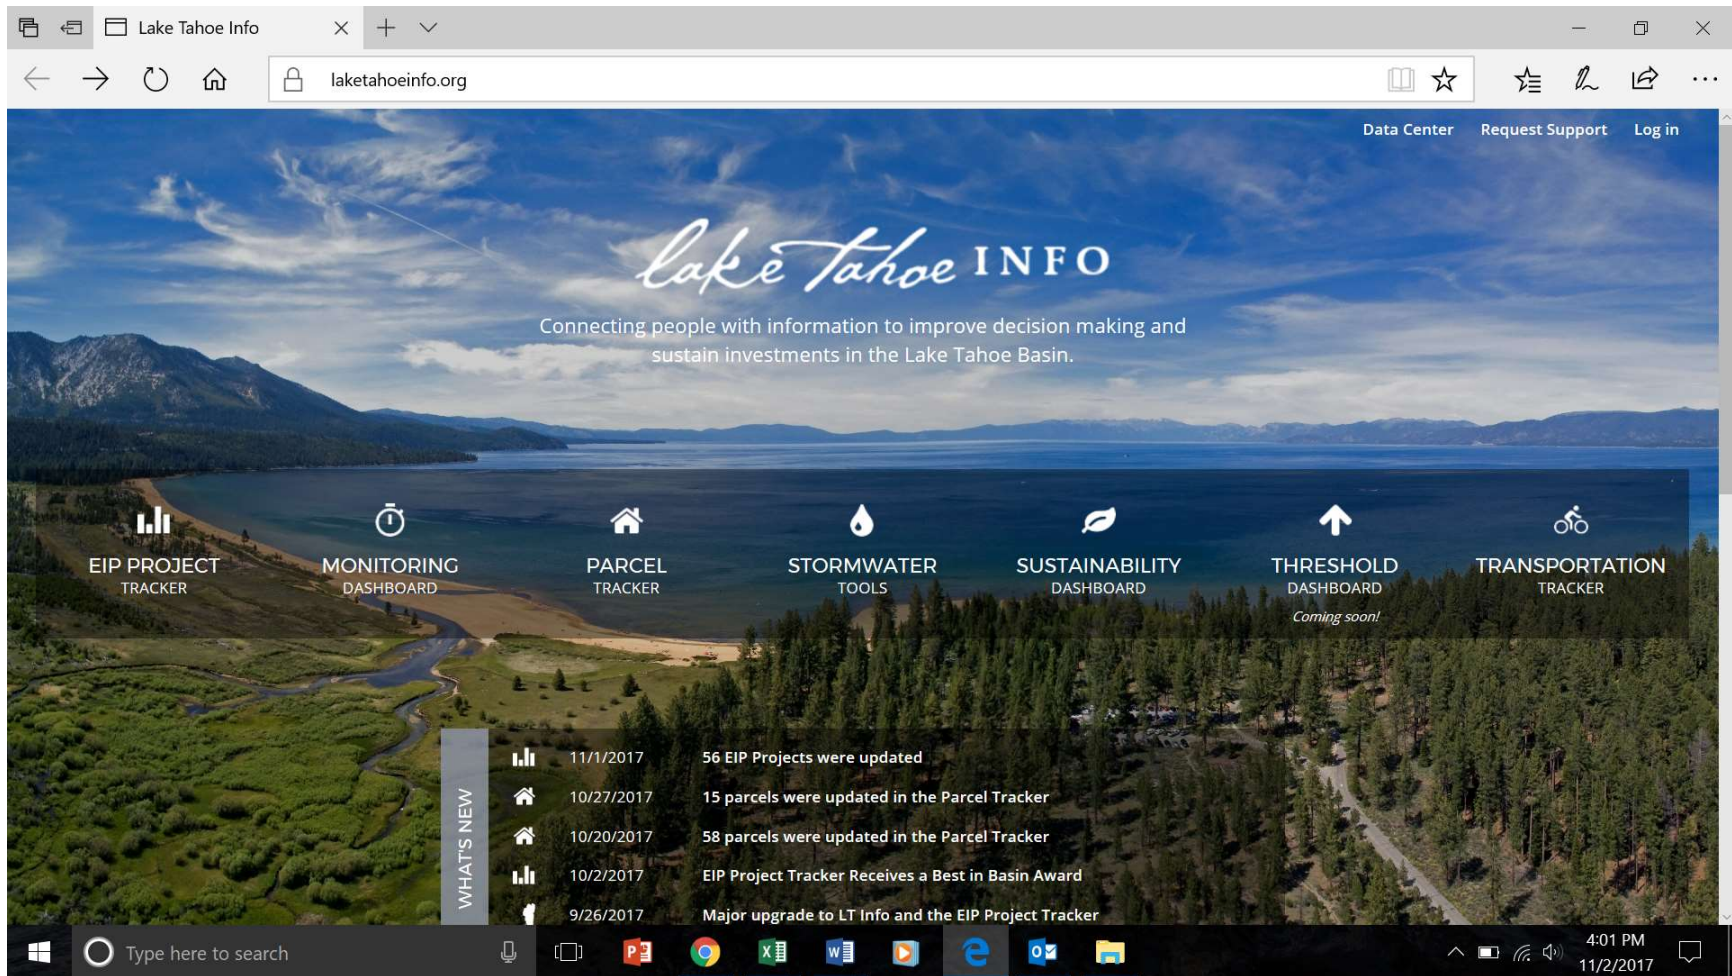 Lake Tahoe Info
laketahoeinfo.org
Data Center Request Support Log in
lake Tahoe INFO
Connecting people with information to improve decision making and
sustain investments in the Lake Tahoe Basin.
EIP PROJECT
TRACKER
MONITORING
DASHBOARD
PARCEL
TRACKER
STORMWATER
TOOLS
SUSTAINABILITY
DASHBOARD
THRESHOLD
DASHBOARD
Coming soon!
TRANSPORTATION
TRACKER
WHAT'S NEW
11/1/2017 56 EIP Projects were updated
10/27/2017 15 parcels were updated in the Parcel Tracker
10/20/2017 58 parcels were updated in the Parcel Tracker
10/2/2017 EIP Project Tracker Receives a Best in Basin Award
9/26/2017 Major upgrade to LT Info and the EIP Project Tracker
Type here to search
4:01 PM
11/2/2017